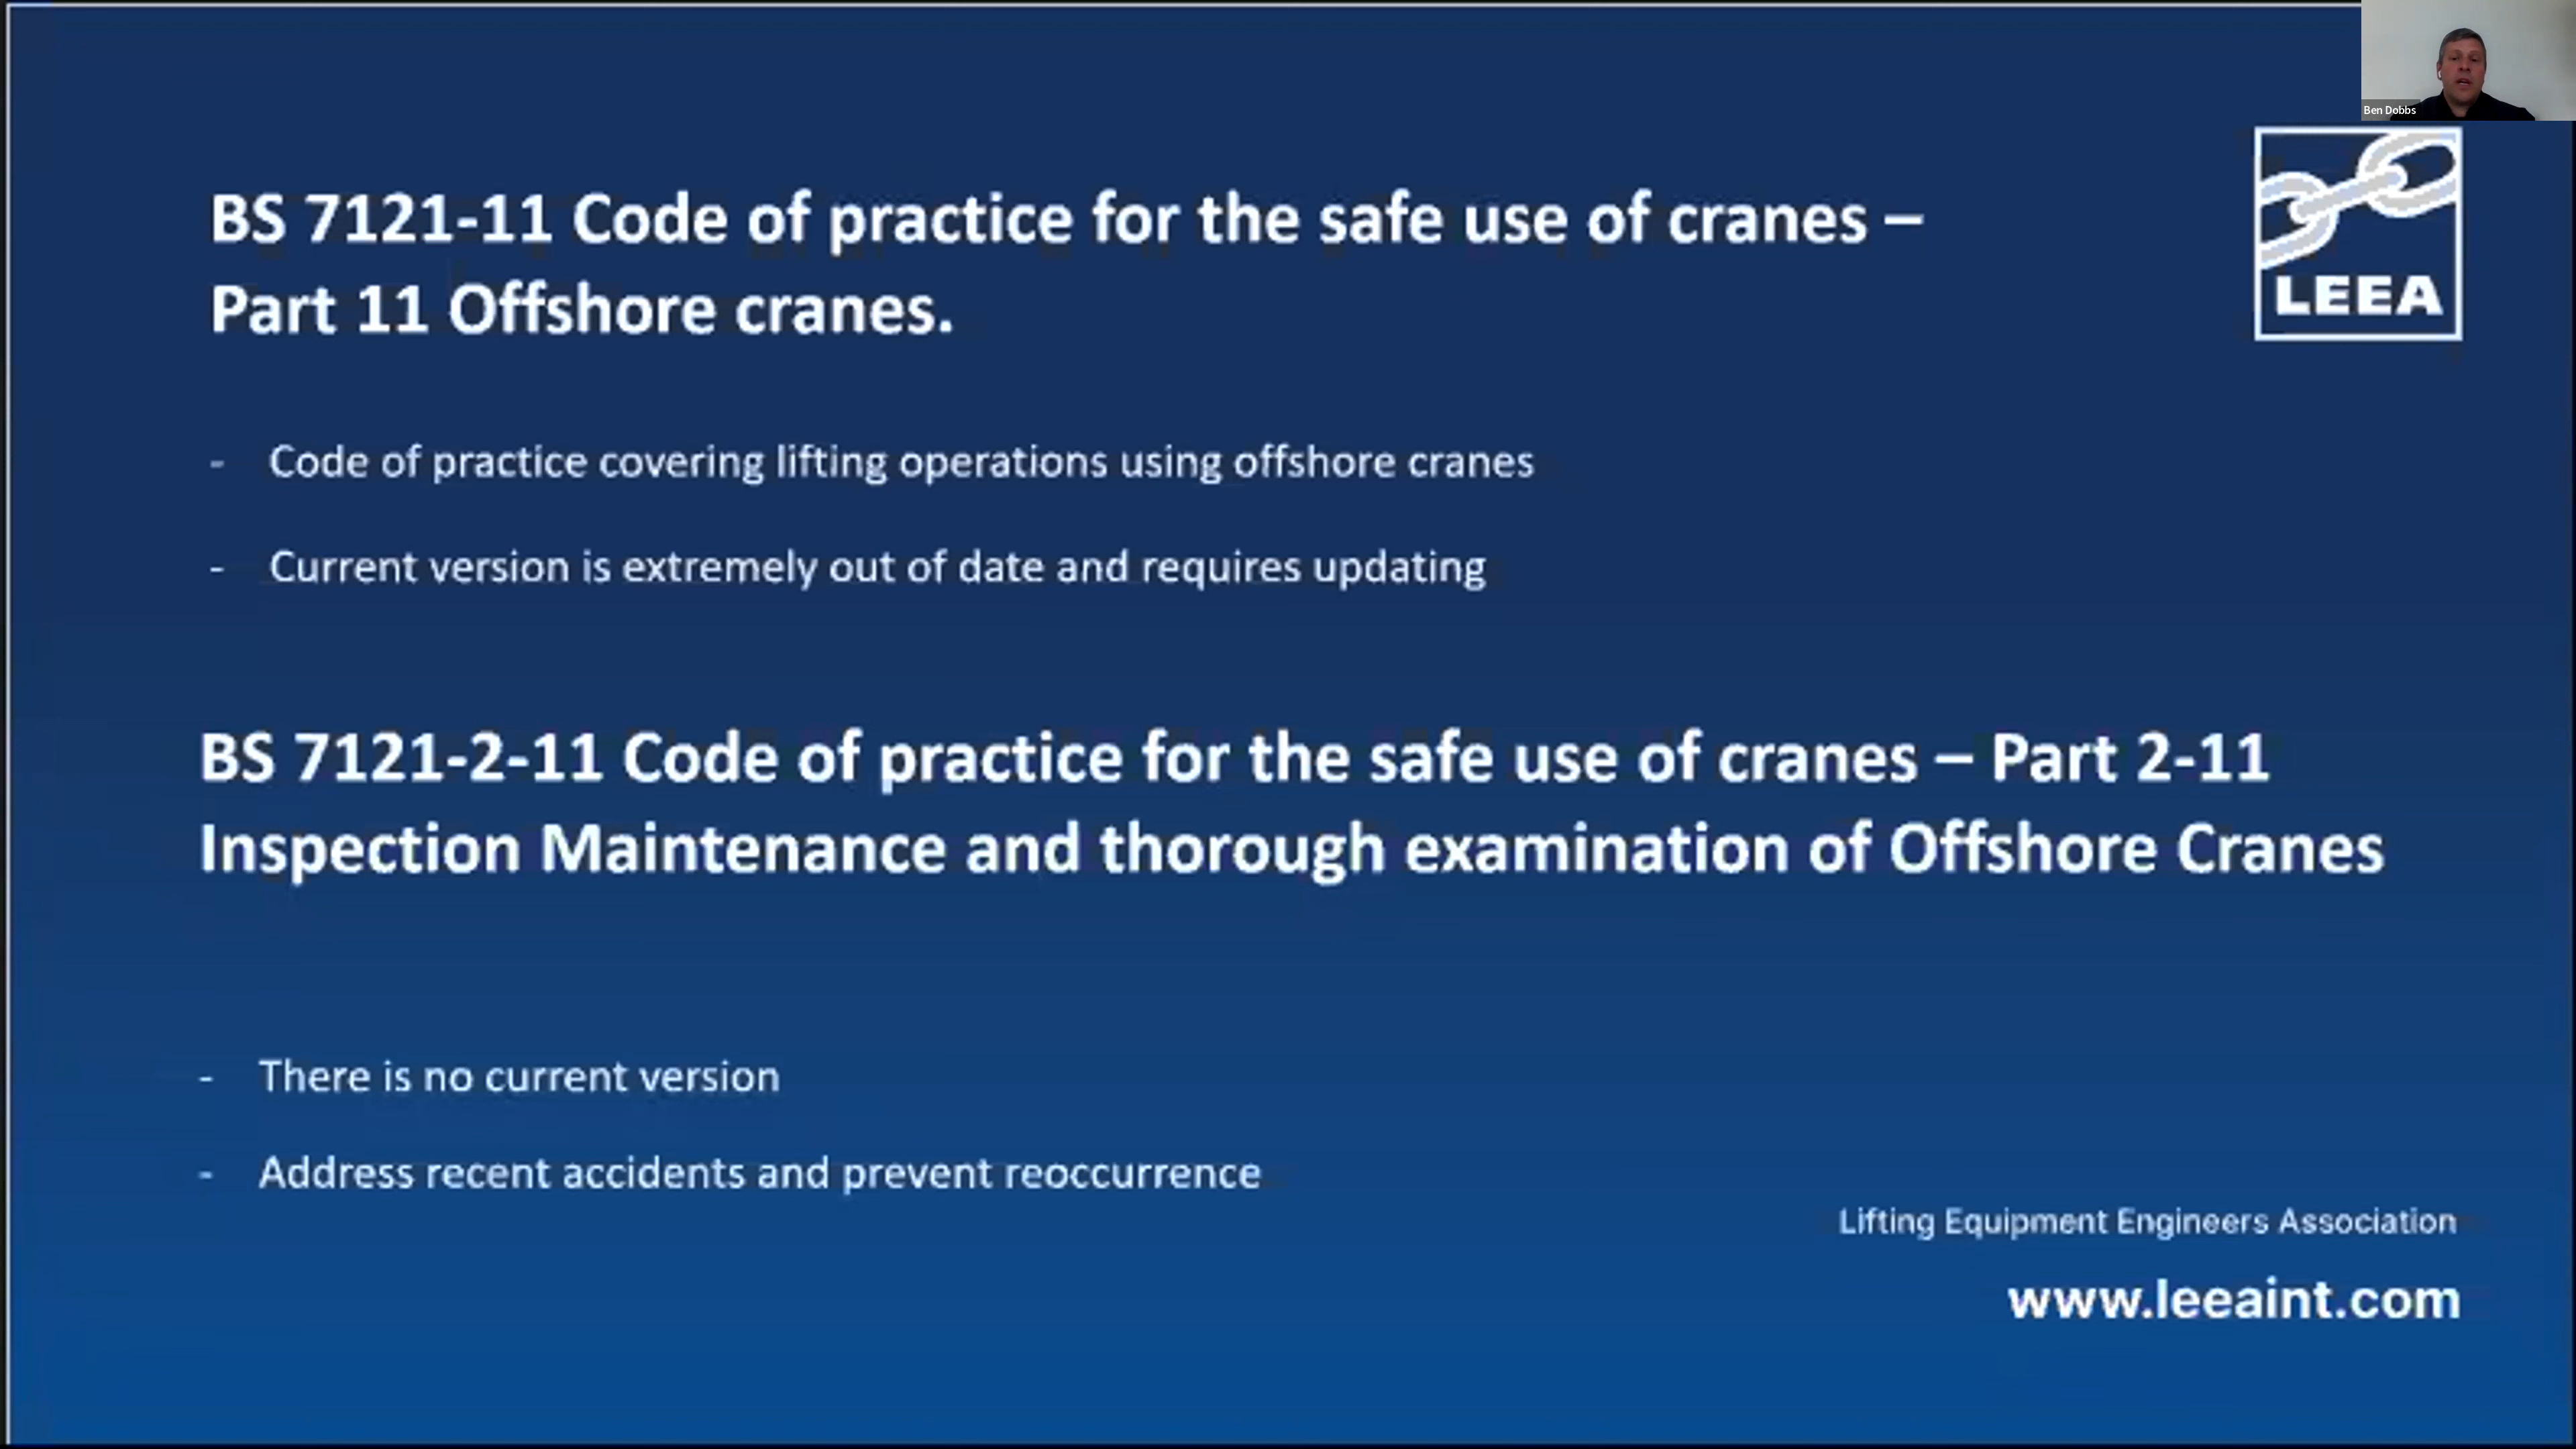 Ben Dobbs
LEEA
BS 7121-11 Code of practice for the safe use of cranes –
Part 11 Offshore cranes.
- Code of practice covering lifting operations using offshore cranes
- Current version is extremely out of date and requires updating
BS 7121-2-11 Code of practice for the safe use of cranes – Part 2-11
Inspection Maintenance and thorough examination of Offshore Cranes
- There is no current version
- Address recent accidents and prevent reoccurrence
Lifting Equipment Engineers Association
www.leeaint.com